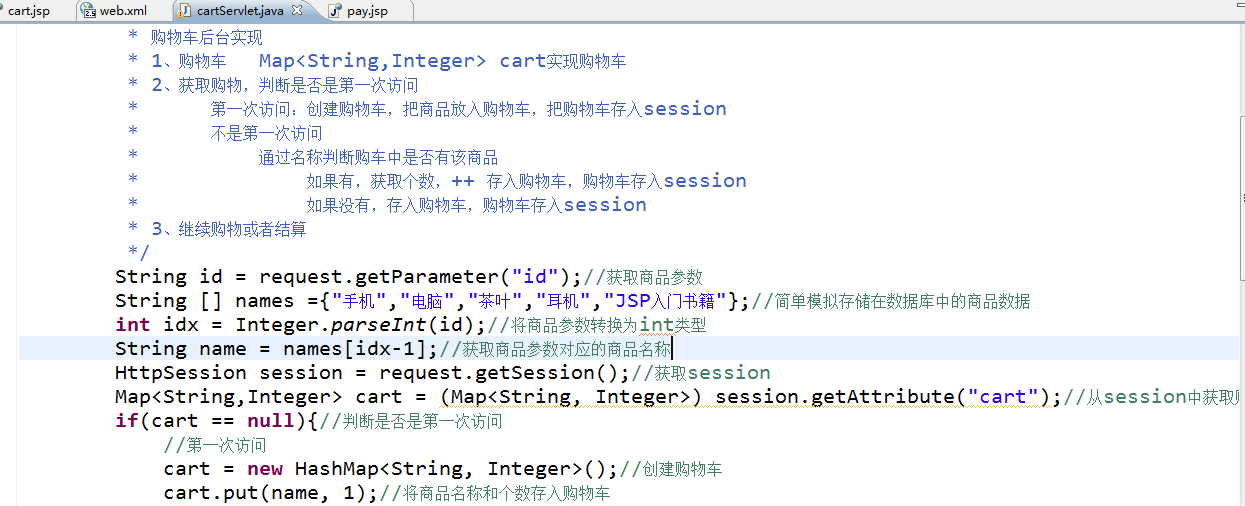 cart.jsp web.xml cartServlet.java pay.jsp
* 购物车后台实现
* 1、购物车 Map<String,Integer> cart实现购物车
* 2、获取购物，判断是否是第一次访问
* 第一次访问：创建购物车，把商品放入购物车，把购物车存入session
* 不是第一次访问
* 通过名称判断购车中是否有该商品
* 如果有，获取个数，++ 存入购物车，购物车存入session
* 如果没有，存入购物车，购物车存入session
* 3、继续购物或者结算
*/
String id = request.getParameter("id");//获取商品参数
String [] names ={"手机","电脑","茶叶","耳机","JSP入门书籍"};//简单模拟存储在数据库中的商品数据
int idx = Integer.parseInt(id);//将商品参数转换为int类型
String name = names[idx-1];//获取商品参数对应的商品名称
HttpSession session = request.getSession();//获取session
Map<String,Integer> cart = (Map<String, Integer>) session.getAttribute("cart");//从session中获取
if(cart == null){//判断是否是第一次访问
//第一次访问
cart = new HashMap<String, Integer>();//创建购物车
cart.put(name, 1);//将商品名称和个数存入购物车